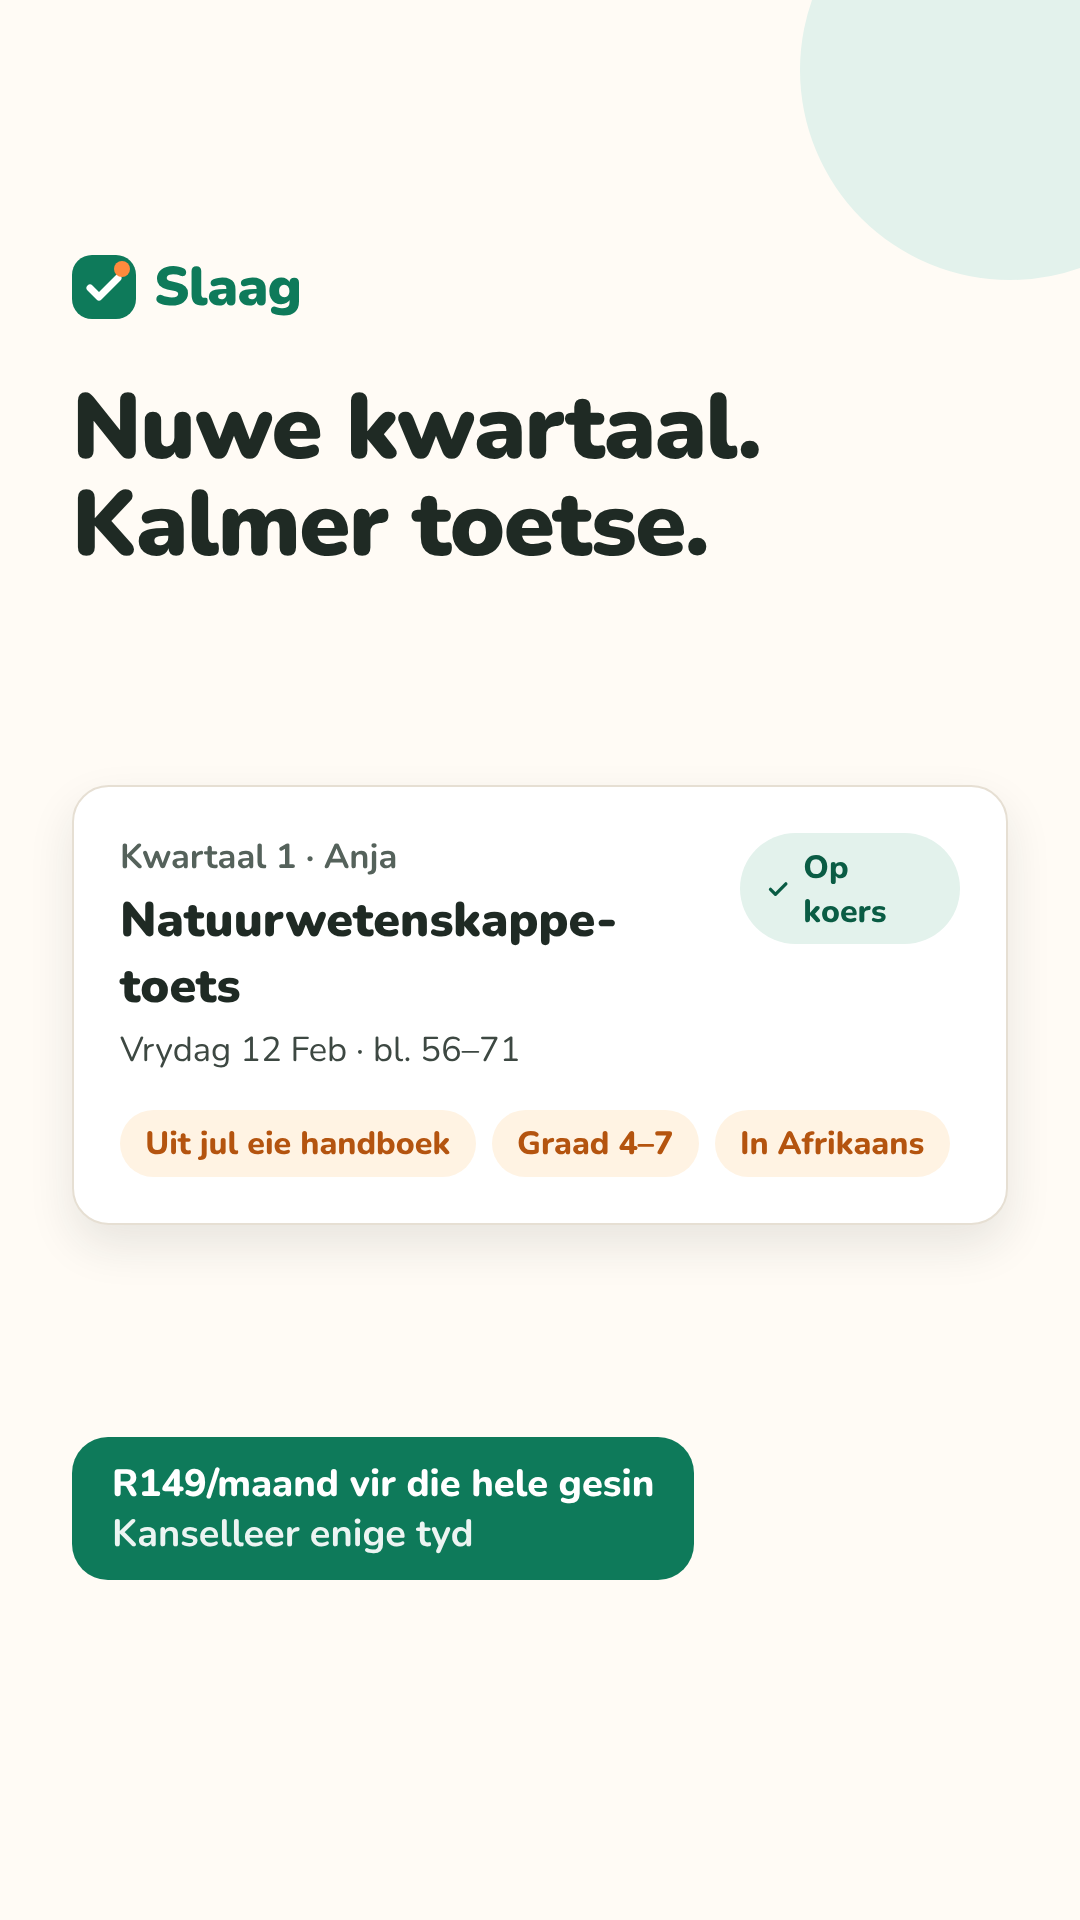 Slaag
Nuwe kwartaal.
Kalmer toetse.
Kwartaal 1 · Anja
Op
koers
Natuurwetenskappe-
toets
Vrydag 12 Feb · bl. 56–71
Uit jul eie handboek
Graad 4–7
In Afrikaans
R149/maand vir die hele gesin
Kanselleer enige tyd